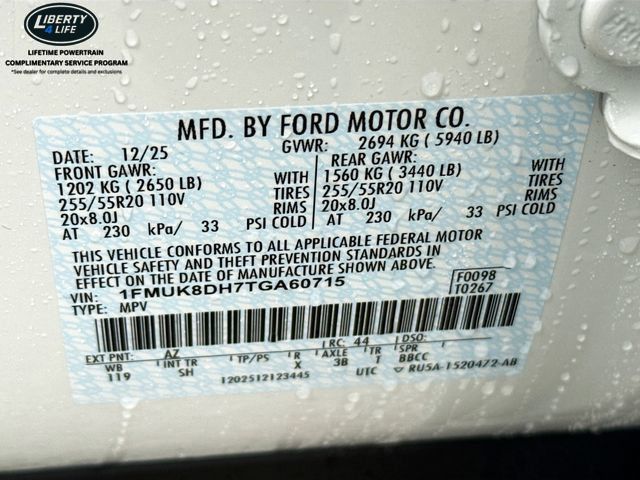 LIBERTY
4 LIFE
LIFETIME POWERTRAIN
COMPLIMENTARY SERVICE PROGRAM
*See dealer for complete details and exclusions
MFD. BY FORD MOTOR CO.
DATE: 12/25 GVWR: 2694 KG ( 5940 LB)
FRONT GAWR: REAR GAWR:
1202 KG ( 2650 LB) WITH 1560 KG ( 3440 LB) WITH
255/55R20 110V TIRES 255/55R20 110V TIRES
20x8.0J RIMS 20x8.0J RIMS
AT 230 kPa/ 33 PSI COLD AT 230 kPa/ 33 PSI COLD
THIS VEHICLE CONFORMS TO ALL APPLICABLE FEDERAL MOTOR
VEHICLE SAFETY AND THEFT PREVENTION STANDARDS IN
EFFECT ON THE DATE OF MANUFACTURE SHOWN ABOVE.
VIN: 1FMUK8DH7TGA60715 F0098
TYPE: MPV T0267
EXT PNT: AZ RC: 44 DSO:
WB INT TR TP/PS R AXLE TR SPR
119 SH X 3B T BBCC
1202512123445 UTC RU5A-1520472-AB